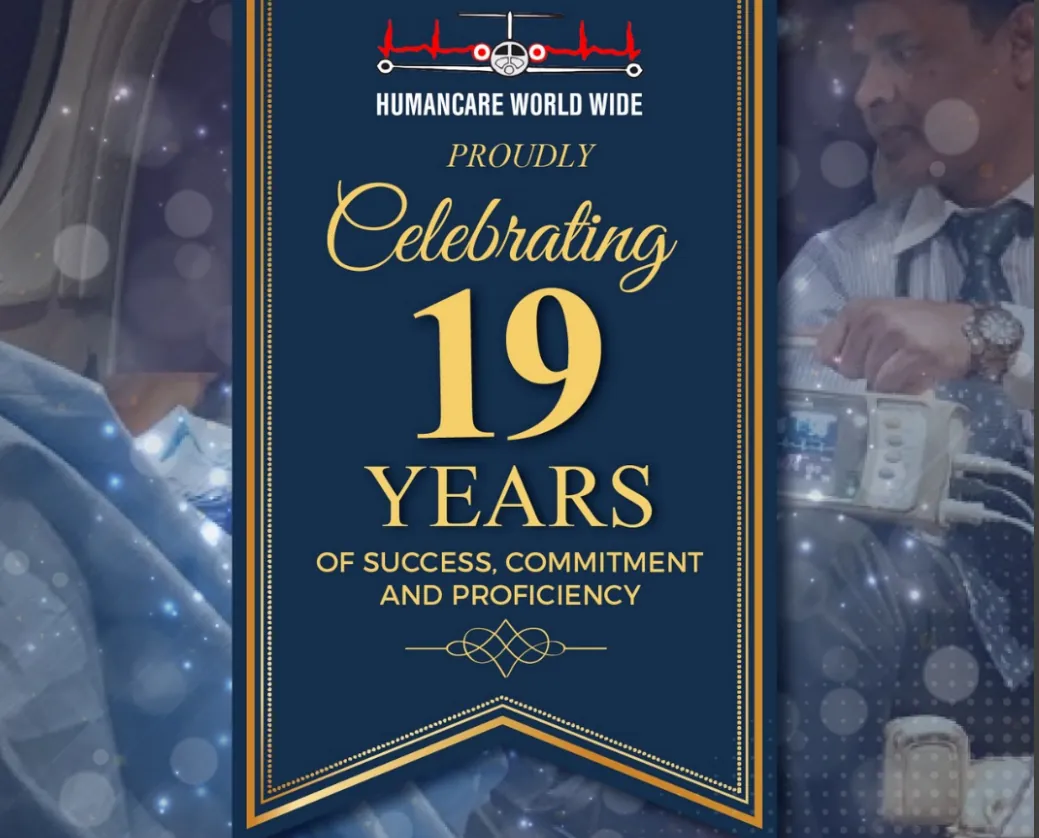 HUMANCARE WORLD WIDE
PROUDLY
Celebrating
19
YEARS
OF SUCCESS, COMMITMENT
AND PROFICIENCY